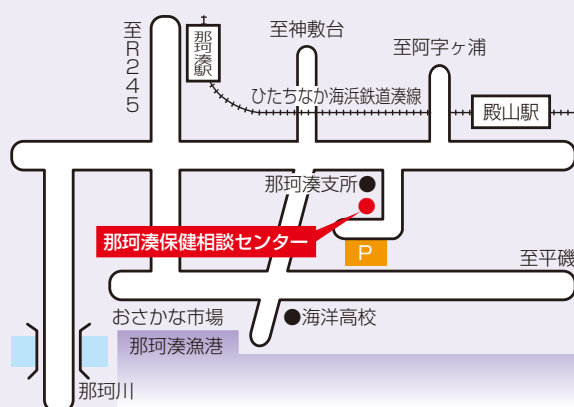 至R245
那珂湊駅
至神敷台
至阿字ヶ浦
ひたちなか海浜鉄道湊線
殿山駅
那珂湊支所
那珂湊保健相談センター
P
至平磯
おさかな市場
海洋高校
那珂湊漁港
那珂川